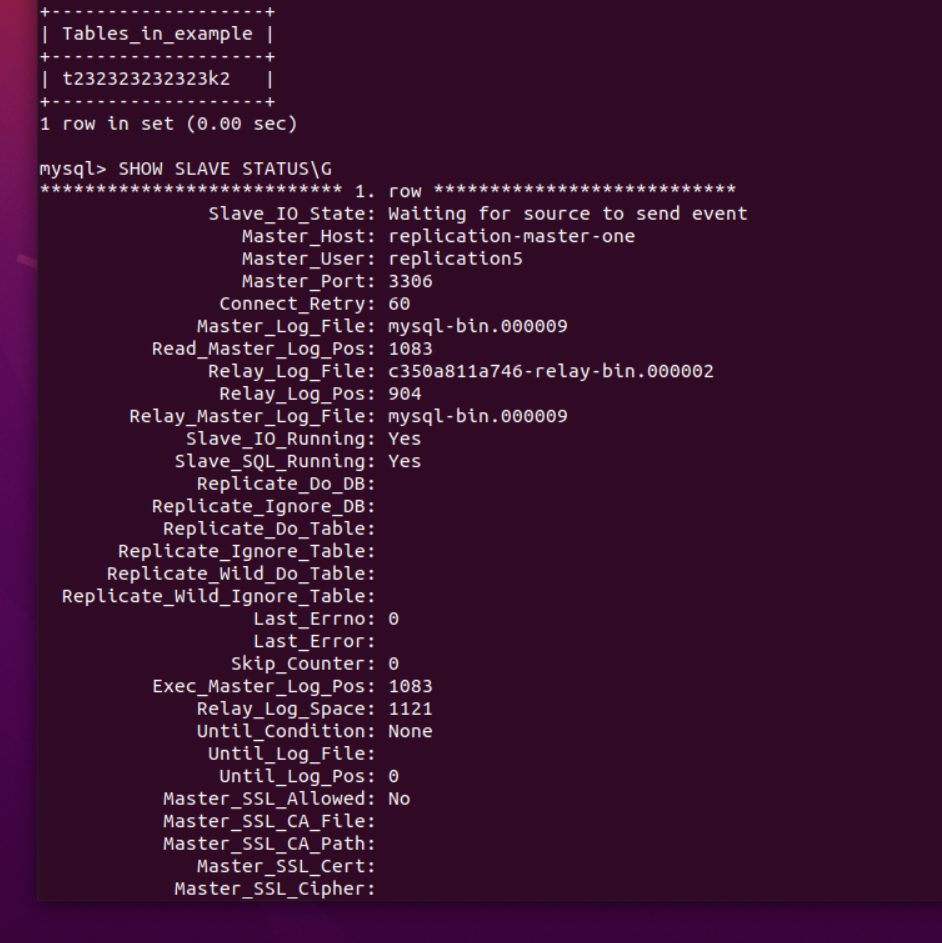 +-------------------+
| Tables_in_example |
+-------------------+
| t232323232323k2   |
+-------------------+
1 row in set (0.00 sec)

mysql> SHOW SLAVE STATUS\G
*************************** 1. row ***************************
               Slave_IO_State: Waiting for source to send event
                  Master_Host: replication-master-one
                  Master_User: replication5
                  Master_Port: 3306
                Connect_Retry: 60
              Master_Log_File: mysql-bin.000009
          Read_Master_Log_Pos: 1083
               Relay_Log_File: c350a811a746-relay-bin.000002
                Relay_Log_Pos: 904
        Relay_Master_Log_File: mysql-bin.000009
             Slave_IO_Running: Yes
            Slave_SQL_Running: Yes
              Replicate_Do_DB:
          Replicate_Ignore_DB:
           Replicate_Do_Table:
       Replicate_Ignore_Table:
      Replicate_Wild_Do_Table:
  Replicate_Wild_Ignore_Table:
                   Last_Errno: 0
                   Last_Error:
                 Skip_Counter: 0
          Exec_Master_Log_Pos: 1083
              Relay_Log_Space: 1121
              Until_Condition: None
               Until_Log_File:
                Until_Log_Pos: 0
           Master_SSL_Allowed: No
           Master_SSL_CA_File:
           Master_SSL_CA_Path:
              Master_SSL_Cert:
            Master_SSL_Cipher: